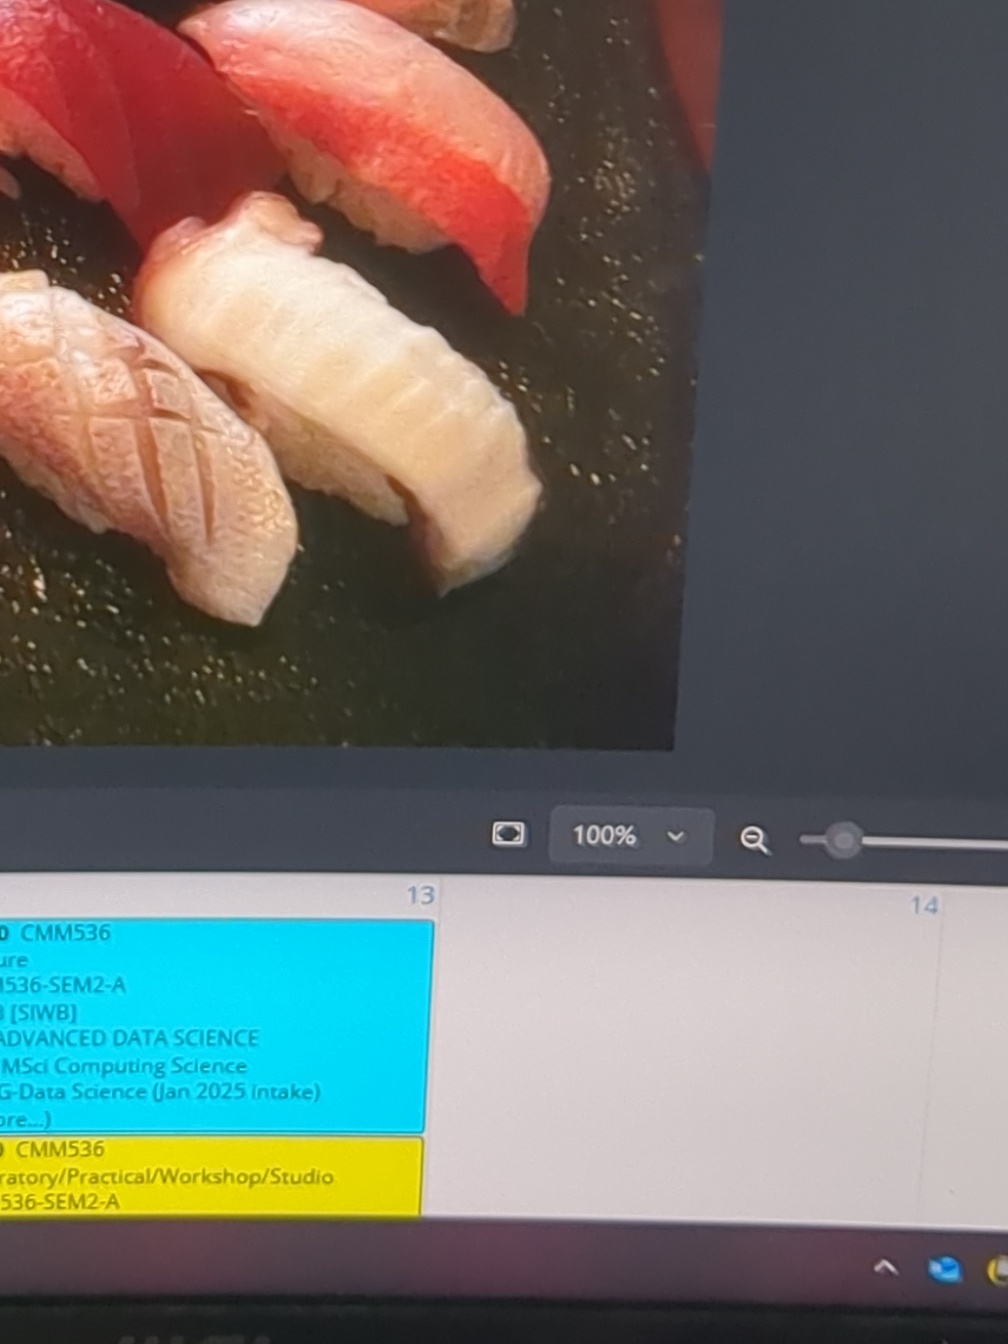 100%
13
14
0 CMM536
ure
1536-SEM2-A
[SIWB]
ADVANCED DATA SCIENCE
MSci Computing Science
G-Data Science (Jan 2025 intake)
ore...)
CMM536
ratory/Practical/Workshop/Studio
536-SEM2-A